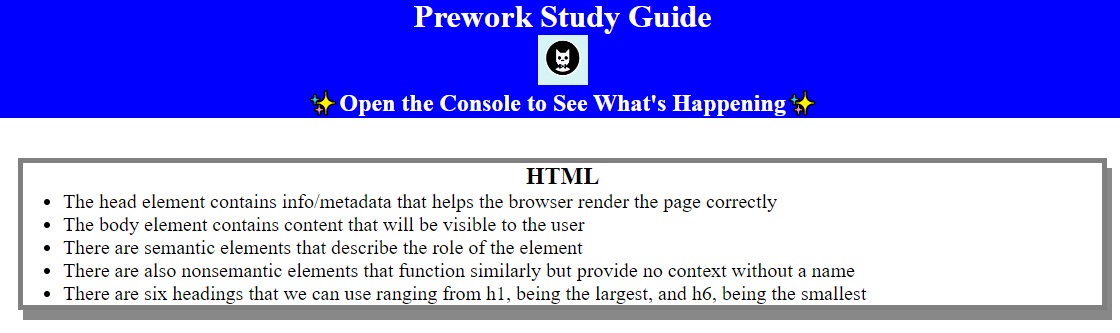 Prework Study Guide
✨Open the Console to See What's Happening✨
HTML
• The head element contains info/metadata that helps the browser render the page correctly
• The body element contains content that will be visible to the user
• There are semantic elements that describe the role of the element
• There are also nonsemantic elements that function similarly but provide no context without a name
• There are six headings that we can use ranging from h1, being the largest, and h6, being the smallest